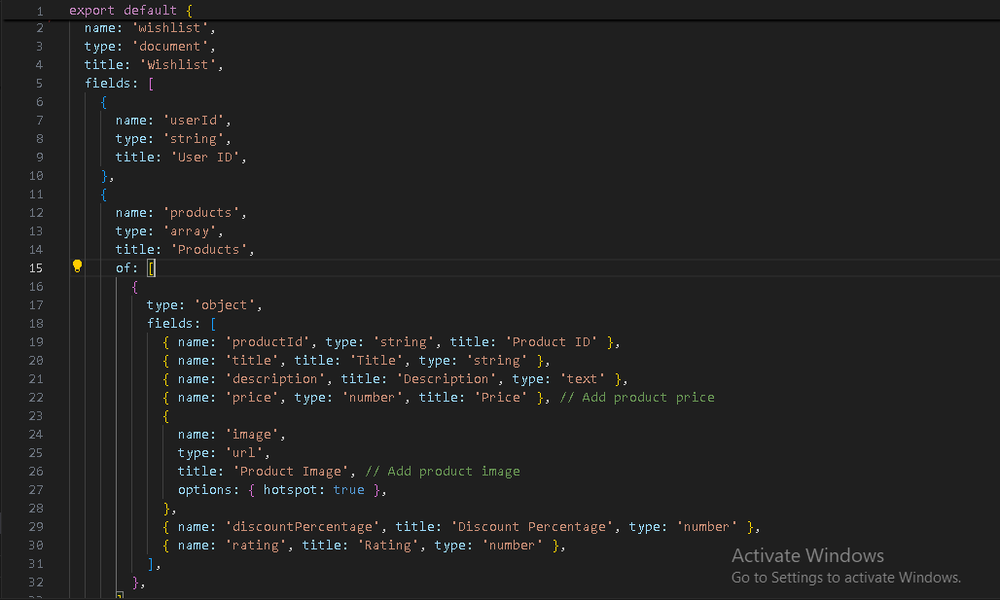 1 export default {
2 name: 'wishlist',
3 type: 'document',
4 title: 'Wishlist',
5 fields: [
6 {
7 name: 'userId',
8 type: 'string',
9 title: 'User ID',
10 },
11 {
12 name: 'products',
13 type: 'array',
14 title: 'Products',
15 of: [
16 {
17 type: 'object',
18 fields: [
19 { name: 'productId', type: 'string', title: 'Product ID' },
20 { name: 'title', title: 'Title', type: 'string' },
21 { name: 'description', title: 'Description', type: 'text' },
22 { name: 'price', type: 'number', title: 'Price' }, // Add product price
23 {
24 name: 'image',
25 type: 'url',
26 title: 'Product Image', // Add product image
27 options: { hotspot: true },
28 },
29 { name: 'discountPercentage', title: 'Discount Percentage', type: 'number' },
30 { name: 'rating', title: 'Rating', type: 'number' },
31 ],
32 },
Activate Windows
Go to Settings to activate Windows.